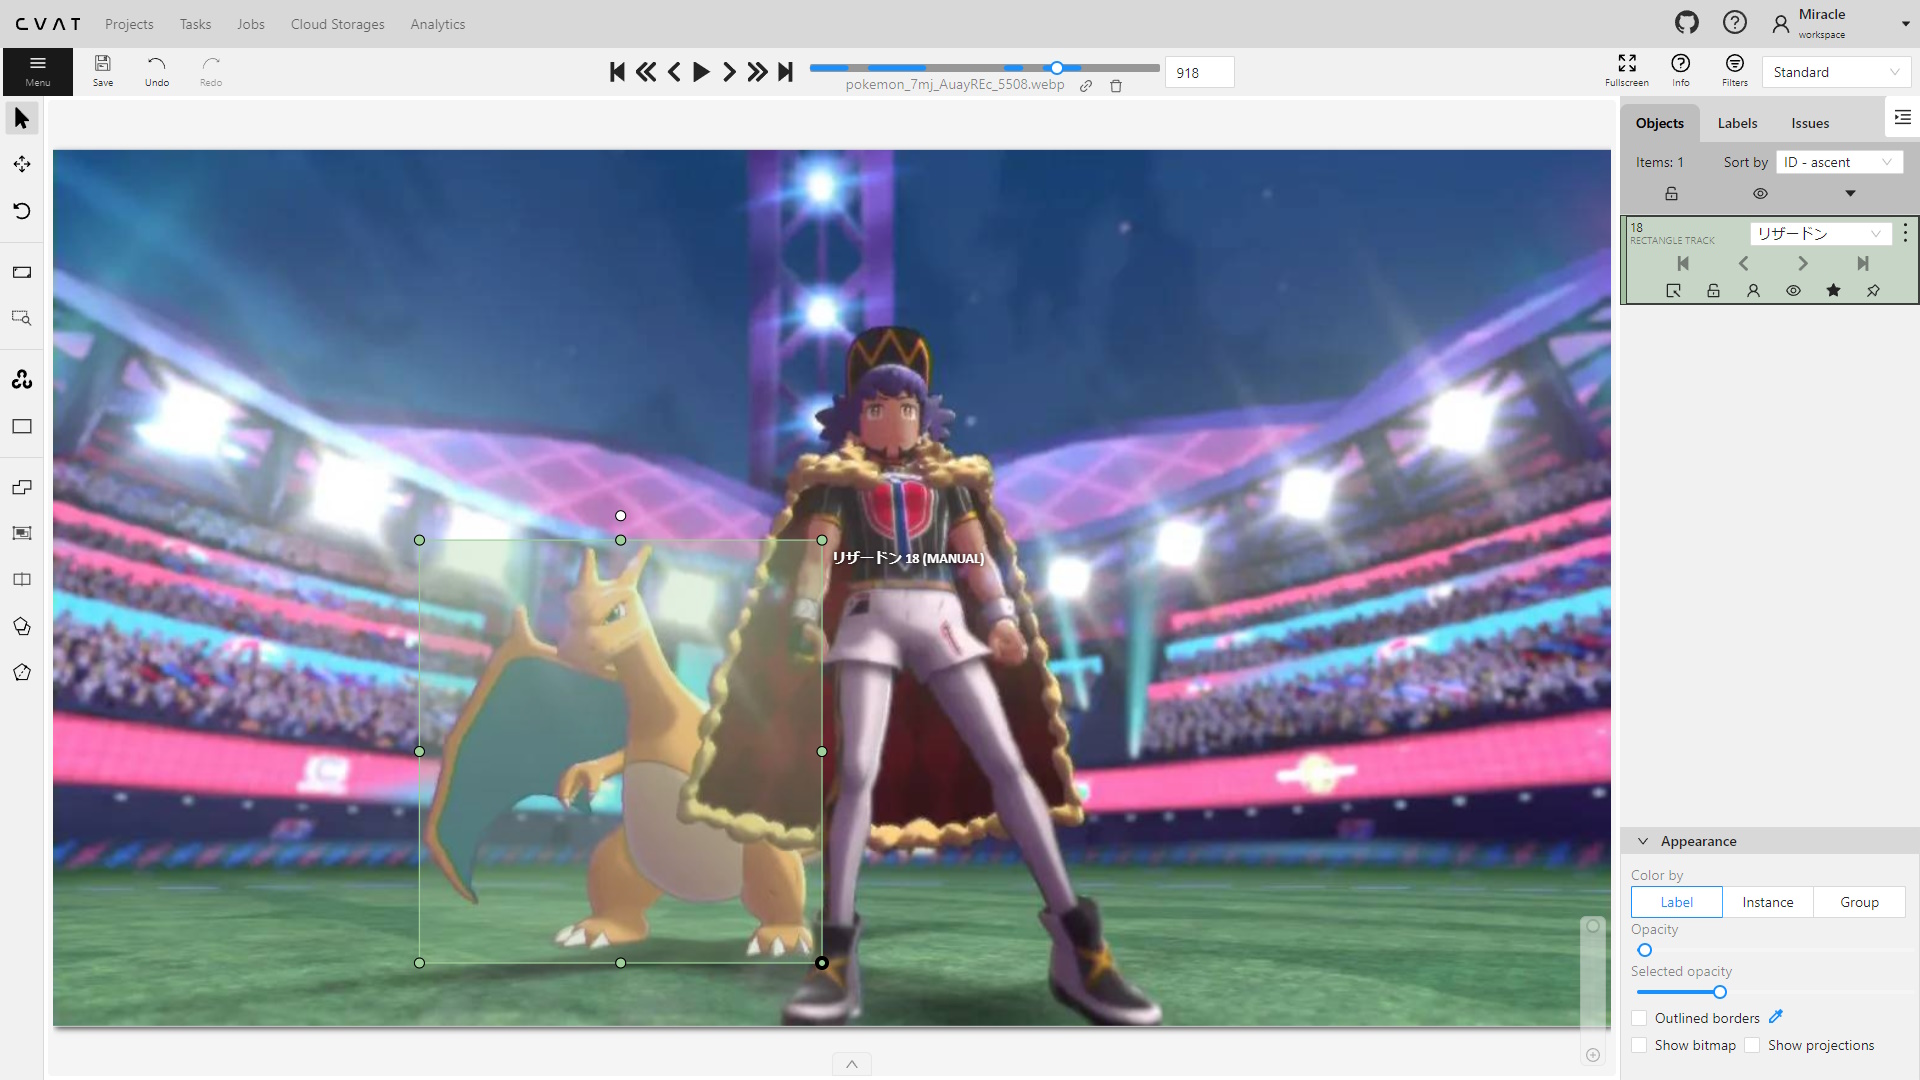 CVAT
Projects
Tasks
Jobs
Cloud Storages
Analytics
Miracle
workspace
Menu
Save
Undo
Redo
pokemon_7mj_AuayREc_5508.webp
918
Fullscreen
Info
Filters
Standard
Objects
Labels
Issues
Items: 1
Sort by
ID - ascent
18
RECTANGLE TRACK
リザードン
リザードン 18 (MANUAL)
Appearance
Color by
Label
Instance
Group
Opacity
Selected opacity
Outlined borders
Show bitmap
Show projections